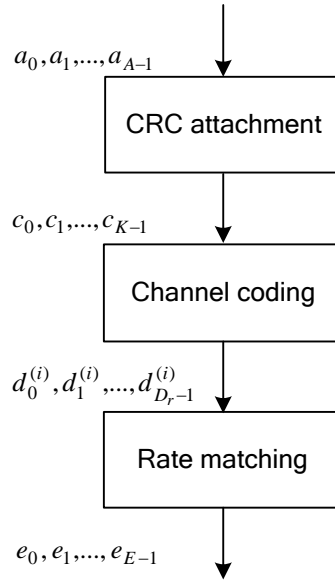 a_0, a_1,..., a_{A-1}
CRC attachment
c_0, c_1,..., c_{K-1}
Channel coding
d_0^{(i)}, d_1^{(i)},..., d_{D_r-1}^{(i)}
Rate matching
e_0, e_1,..., e_{E-1}